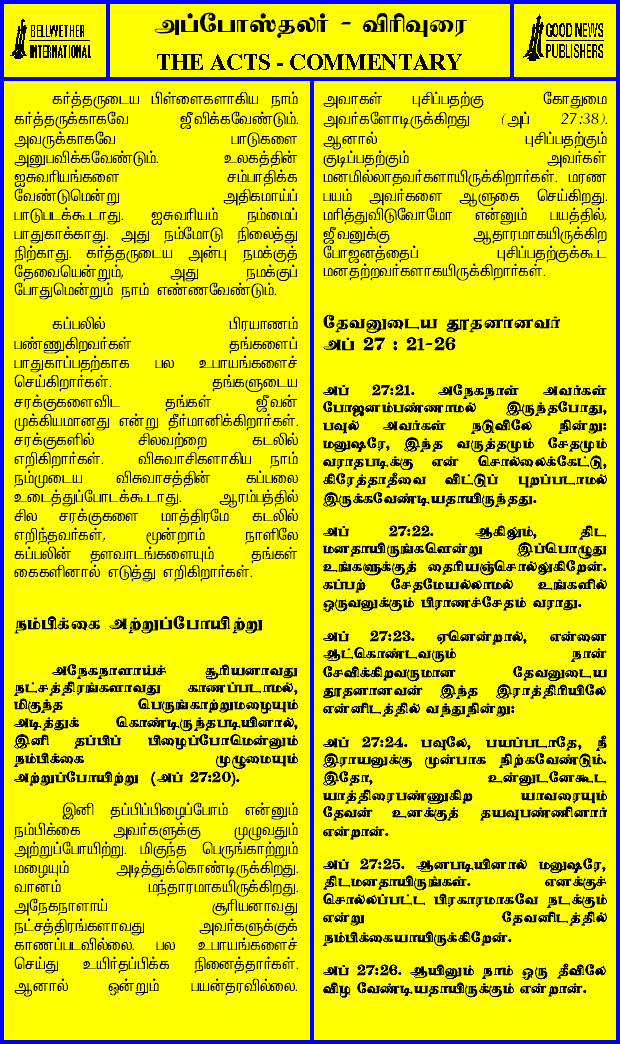 BELLWETHER
INTERNATIONAL
அப்போஸ்தலர் - விரிவுரை
THE ACTS - COMMENTARY
GOOD NEWS
PUBLISHERS
கர்த்தருடைய பிள்ளைகளாகிய நாம்
கர்த்தருக்காகவே ஜீவிக்கவேண்டும்.
அவருக்காகவே பாடுகளை
அனுபவிக்கவேண்டும். உலகத்தின்
ஐசுவரியங்களை சம்பாதிக்க
வேண்டுமென்று அதிகமாய்ப்
பாடுபடக்கூடாது. ஐசுவரியம் நம்மைப்
பாதுகாக்காது. அது நம்மோடு நிலைத்து
நிற்காது. கர்த்தருடைய அன்பு நமக்குத்
தேவையென்றும், அது நமக்குப்
போதுமென்றும் நாம் எண்ணவேண்டும்.
கப்பலில் பிரயாணம்
பண்ணுகிறவர்கள் தங்களைப்
பாதுகாப்பதற்காக பல உபாயங்களைச்
செய்கிறார்கள். தங்களுடைய
சரக்குகளைவிட தங்கள் ஜீவன்
முக்கியமானது என்று தீர்மானிக்கிறார்கள்.
சரக்குகளில் சிலவற்றை கடலில்
எறிகிறார்கள். விசுவாசிகளாகிய நாம்
நம்முடைய விசுவாசத்தின் கப்பலை
உடைத்துப்போடக்கூடாது. ஆரம்பத்தில்
சில சரக்குகளை மாத்திரமே கடலில்
எறிந்தவர்கள், மூன்றாம் நாளிலே
கப்பலின் தளவாடங்களையும் தங்கள்
கைகளினால் எடுத்து எறிகிறார்கள்.
நம்பிக்கை அற்றுப்போயிற்று
அநேகநாளாய்ச் சூரியனாவது
நட்சத்திரங்களாவது காணப்படாமல்,
மிகுந்த பெருங்காற்றுமழையும்
அடித்துக் கொண்டிருந்தபடியினால்,
இனி தப்பிப் பிழைப்போமென்னும்
நம்பிக்கை முழுமையும்
அற்றுப்போயிற்று (அப் 27:20).
இனி தப்பிப்பிழைப்போம் என்னும்
நம்பிக்கை அவர்களுக்கு முழுவதும்
அற்றுப்போயிற்று. மிகுந்த பெருங்காற்றும்
மழையும் அடித்துக்கொண்டிருக்கிறது.
வானம் மந்தாரமாகயிருக்கிறது.
அநேகநாளாய் சூரியனாவது
நட்சத்திரங்களாவது அவர்களுக்குக்
காணப்படவில்லை. பல உபாயங்களைச்
செய்து உயிர்தப்பிக்க நினைத்தார்கள்.
ஆனால் ஒன்றும் பயன்தரவில்லை.
அவாகள் புசிப்பதற்கு கோதுமை
அவர்களோடிருக்கிறது (அப் 27:38).
ஆனால் புசிப்பதற்கும்
குடிப்பதற்கும் அவர்கள்
மனமில்லாதவர்களாயிருக்கிறார்கள். மரண
பயம் அவர்களை ஆளுகை செய்கிறது.
மரித்துவிடுவோமோ என்னும் பயத்தில்,
ஜீவனுக்கு ஆதாரமாகயிருக்கிற
போஜனத்தைப் புசிப்பதற்குக்கூட
மனதற்றவர்களாகயிருக்கிறார்கள்.
தேவனுடைய தூதனானவர்
அப் 27 : 21-26
அப் 27:21. அநேகநாள் அவர்கள்
போஜனம்பண்ணாமல் இருந்தபோது,
பவுல் அவர்கள் நடுவிலே நின்று:
மனுஷரே, இந்த வருத்தமும் சேதமும்
வராதபடிக்கு என் சொல்லைக்கேட்டு,
கிரேத்தாதீவை விட்டுப் புறப்படாமல்
இருக்கவேண்டியதாயிருந்தது.
அப் 27:22. ஆகிலும், திட
மனதாயிருங்களென்று இப்பொழுது
உங்களுக்குத் தைரியஞ்சொல்லுகிறேன்.
கப்பற் சேதமேயல்லாமல் உங்களில்
ஒருவனுக்கும் பிராணச்சேதம் வராது.
அப் 27:23. ஏனென்றால், என்னை
ஆட்கொண்டவரும் நான்
சேவிக்கிறவருமான தேவனுடைய
தூதனானவன் இந்த இராத்திரியிலே
என்னிடத்தில் வந்துநின்று:
அப் 27:24. பவுலே, பயப்படாதே, நீ
இராயனுக்கு முன்பாக நிற்கவேண்டும்.
இதோ, உன்னுடனேகூட
யாத்திரைபண்ணுகிற யாவரையும்
தேவன் உனக்குத் தயவுபண்ணினார்
என்றான்.
அப் 27:25. ஆனபடியினால் மனுஷரே,
திடமனதாயிருங்கள். எனக்குச்
சொல்லப்பட்ட பிரகாரமாகவே நடக்கும்
என்று தேவனிடத்தில்
நம்பிக்கையாயிருக்கிறேன்.
அப் 27:26. ஆயினும் நாம் ஒரு தீவிலே
விழ வேண்டியதாயிருக்கும் என்றான்.